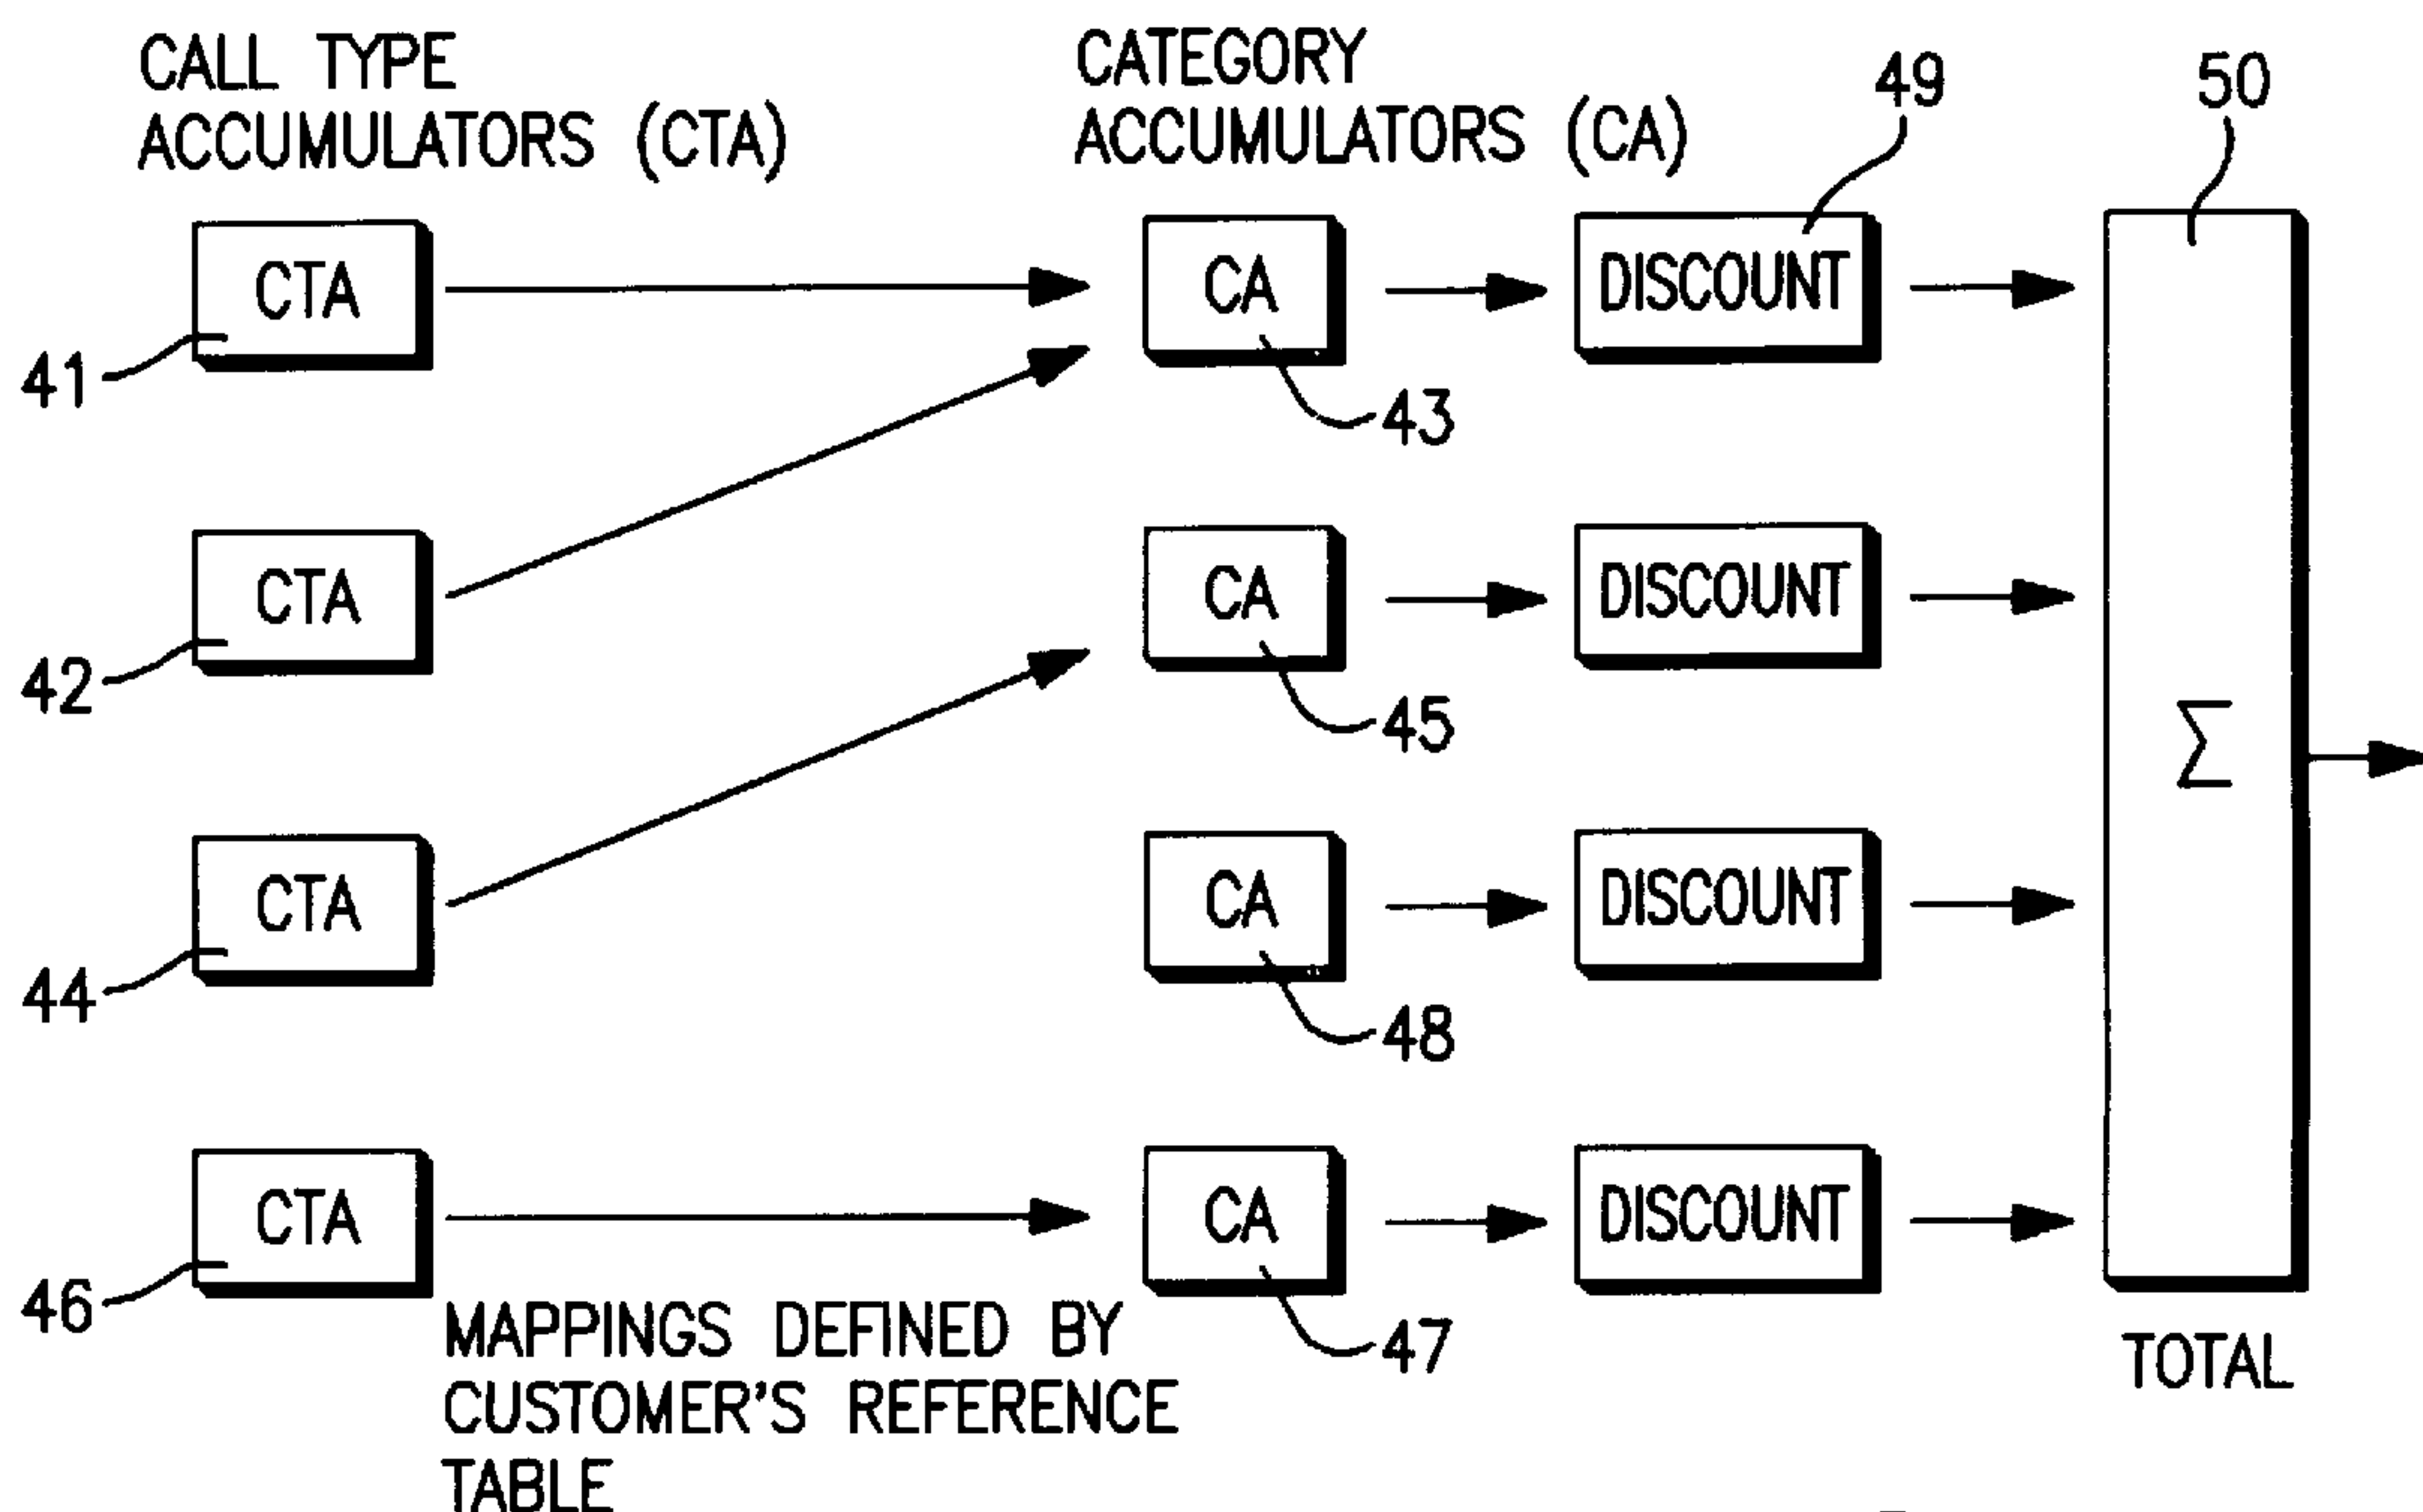 CALL TYPE
ACCUMULATORS (CTA)
CATEGORY
ACCUMULATORS (CA)
49
50
CTA
CA
DISCOUNT
41
43
CTA
CA
DISCOUNT
42
45
Σ
CTA
CA
DISCOUNT
44
48
CTA
CA
DISCOUNT
46
47
MAPPINGS DEFINED BY
CUSTOMER'S REFERENCE
TABLE
TOTAL